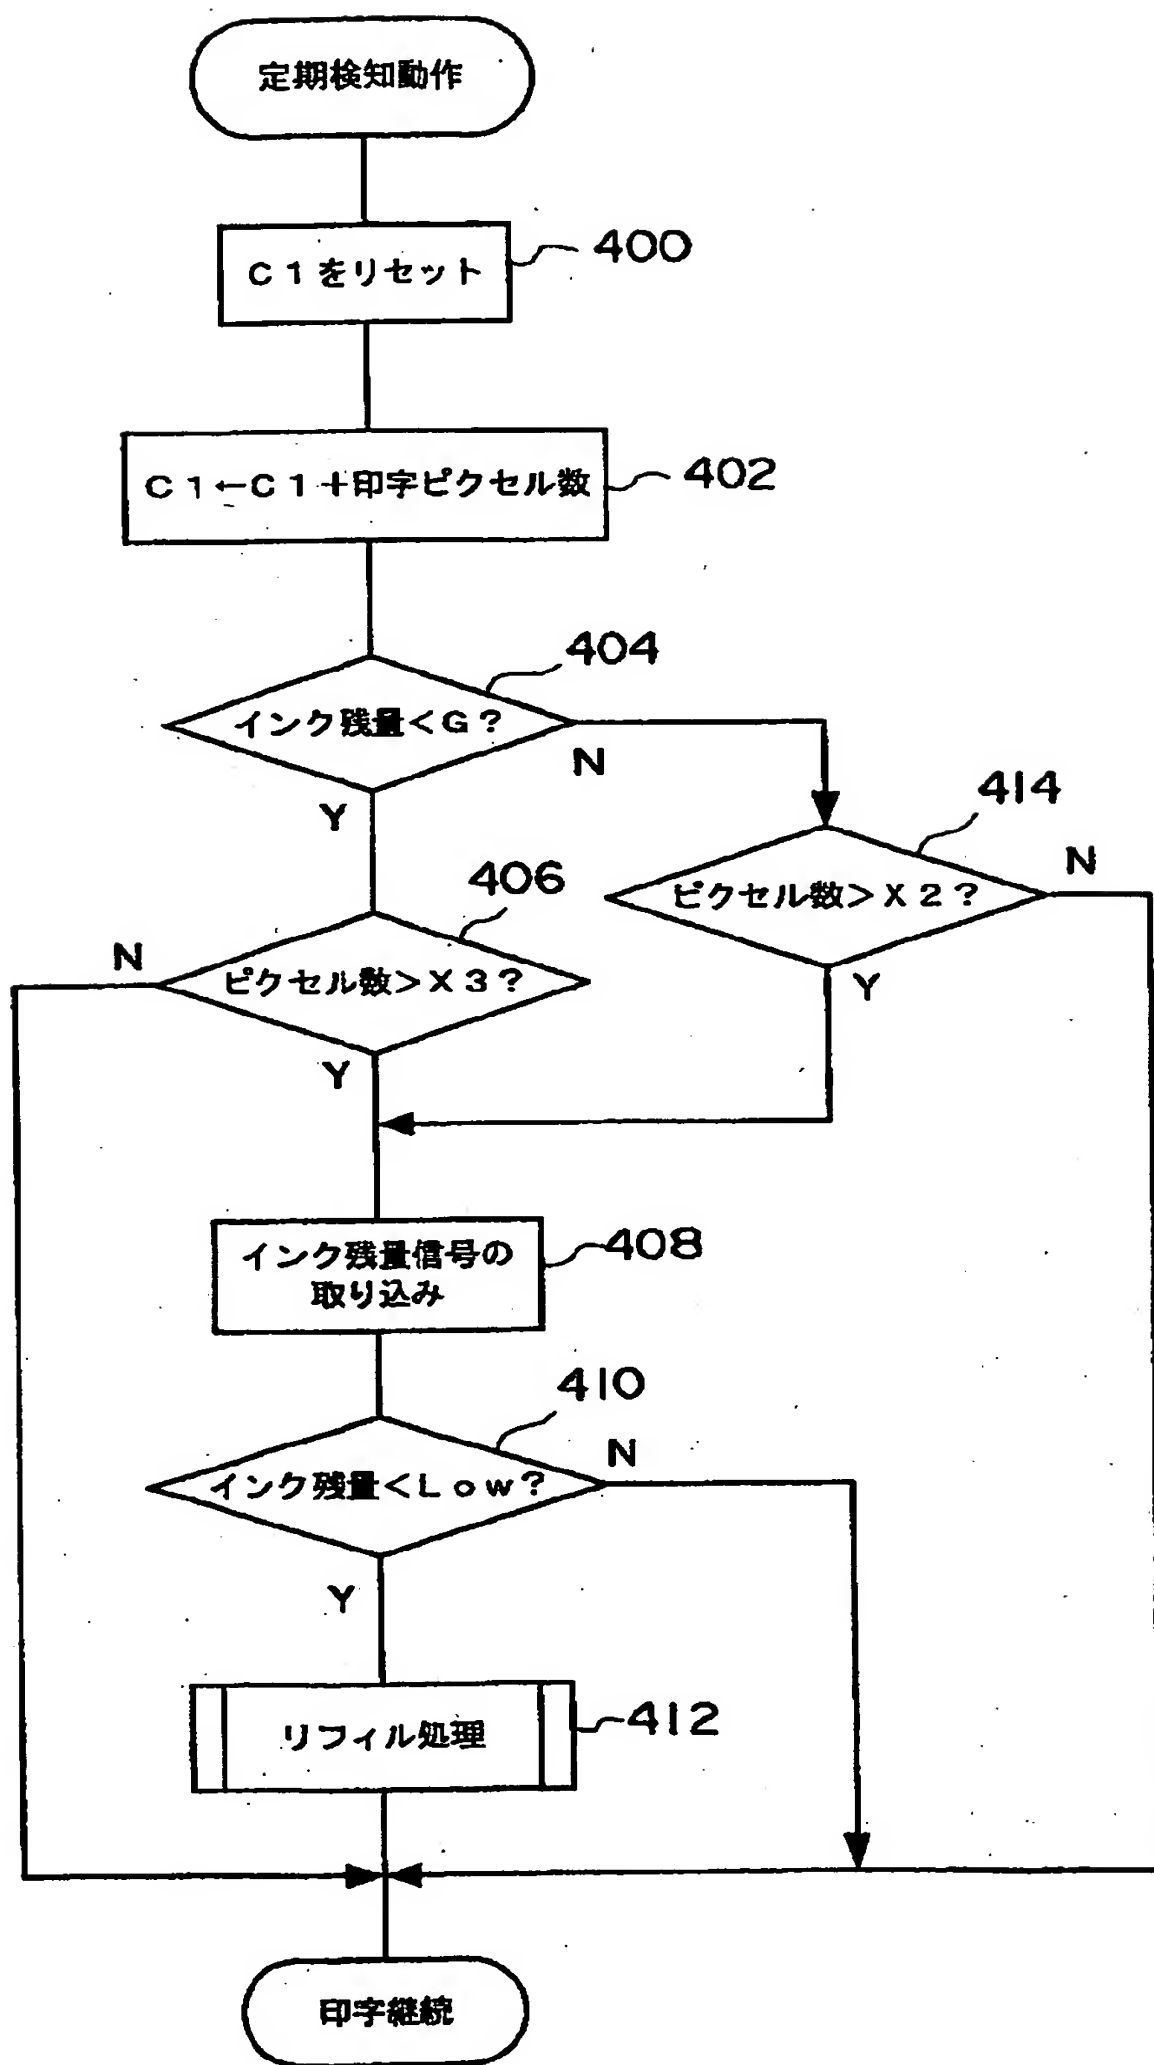 定期検知動作
C1をリセット
400
C1←C1+印字ピクセル数
402
404
インク残量<G?
N
Y
414
ピクセル数>X2?
N
Y
406
ピクセル数>X3?
N
Y
インク残量信号の
取り込み
408
410
インク残量<Low?
N
Y
リフィル処理
412
印字継続